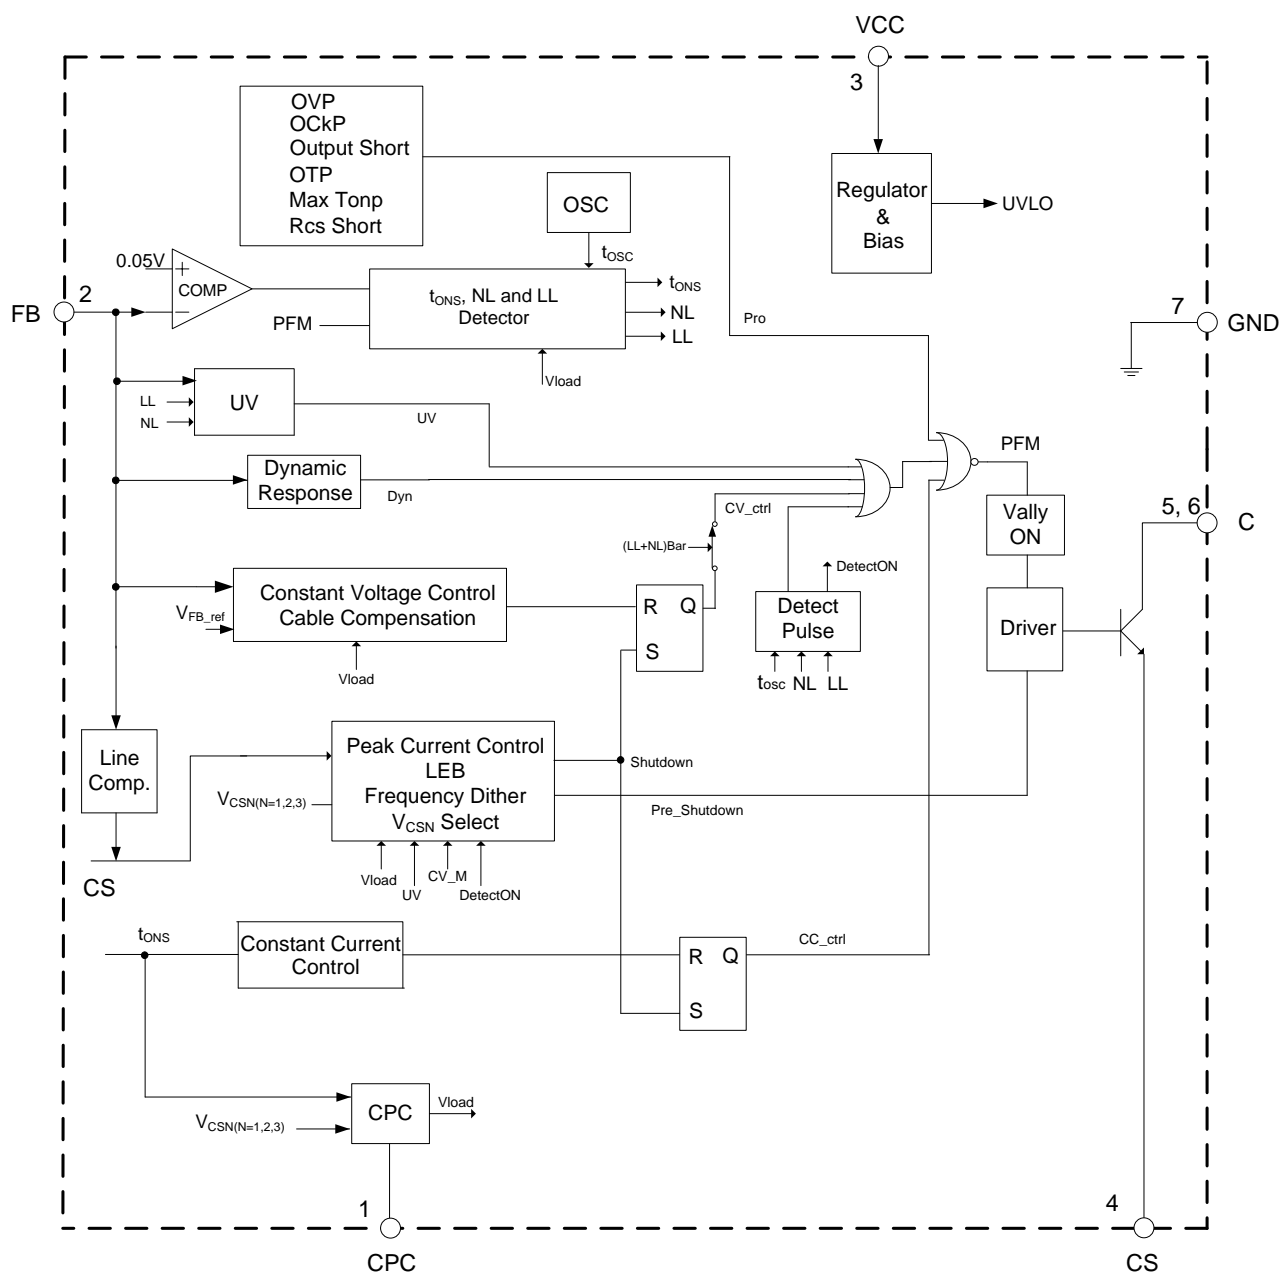 VCC
3
OVP
OCkP
Output Short
OTP
Max Tonp
Rcs Short
OSC
tOSC
Regulator
&
Bias
UVLO
0.05V
+
COMP
−
FB
2
tONS, NL and LL
Detector
PFM
tONS
NL
LL
Vload
Pro
7
GND
LL
NL
UV
UV
Dynamic
Response
Dyn
CV_ctrl
(LL+NL)Bar
PFM
Vally
ON
5, 6
C
DetectON
Constant Voltage Control
Cable Compensation
VFB_ref
Vload
R
Q
S
Detect
Pulse
tosc
NL
LL
Driver
Line
Comp.
Peak Current Control
LEB
Frequency Dither
VCSN Select
VCSN(N=1,2,3)
Shutdown
Pre_Shutdown
CS
Vload
UV
CV_M
DetectON
tONS
Constant Current
Control
R
Q
S
CC_ctrl
CPC
Vload
VCSN(N=1,2,3)
1
CPC
4
CS